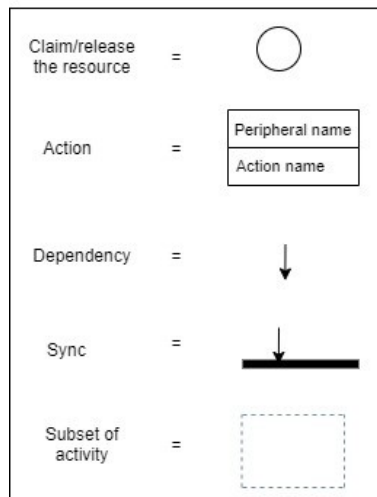 Claim/release
the resource =
Peripheral name
Action =
Action name
Dependency =
Sync =
Subset of
activity =